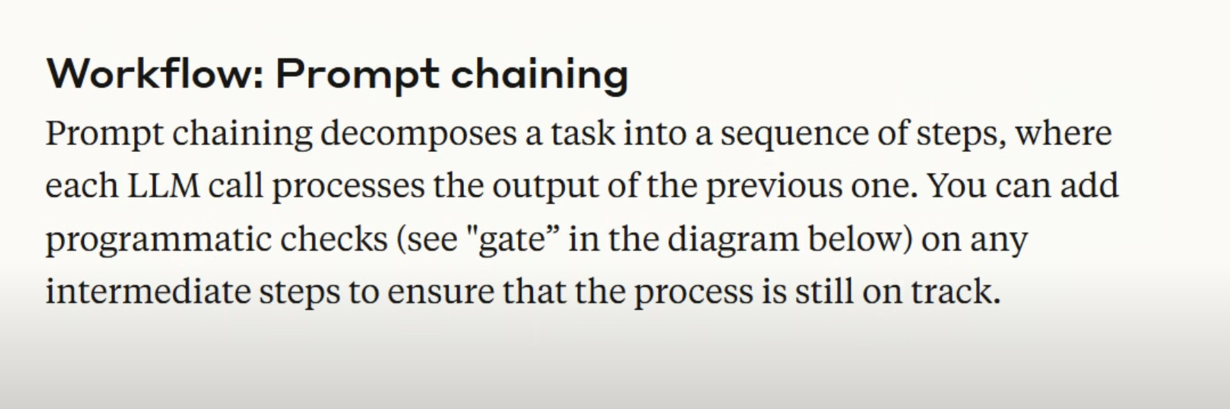 Workflow: Prompt chaining
Prompt chaining decomposes a task into a sequence of steps, where
each LLM call processes the output of the previous one. You can add
programmatic checks (see "gate” in the diagram below) on any
intermediate steps to ensure that the process is still on track.